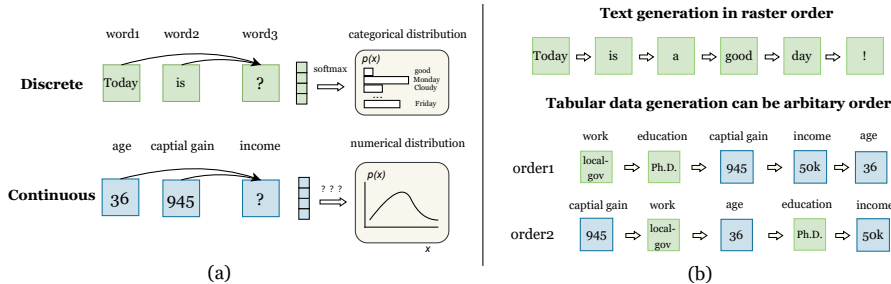 word1 word2 word3
Discrete
Today is ?
softmax
categorical distribution
p(x)
good
Monday
Cloudy
...
Friday
age captial gain income
Continuous
36 945 ?
? ? ?
numerical distribution
p(x)
x
(a)
Text generation in raster order
Today is a good day !
Tabular data generation can be arbitary order
work education captial gain income age
order1
local-
gov
Ph.D. 945 50k 36
captial gain work age education income
order2
945
local-
gov
36 Ph.D. 50k
(b)